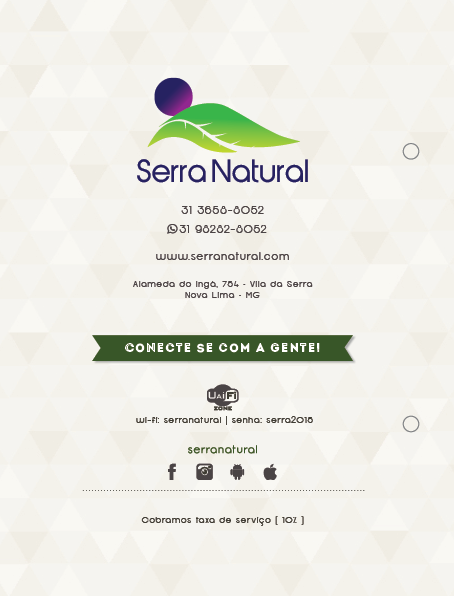 Serra Natural
31 3658-8052
31 98282-8052
www.serranatural.com
Alameda do Ingá, 754 - Vila da Serra
Nova Lima - MG
CONECTE SE COM A GENTE!
UAiFi
ZONE
wi-fi: serranatural | senha: serra2018
serranatural
Cobramos taxa de serviço [ 10% ]